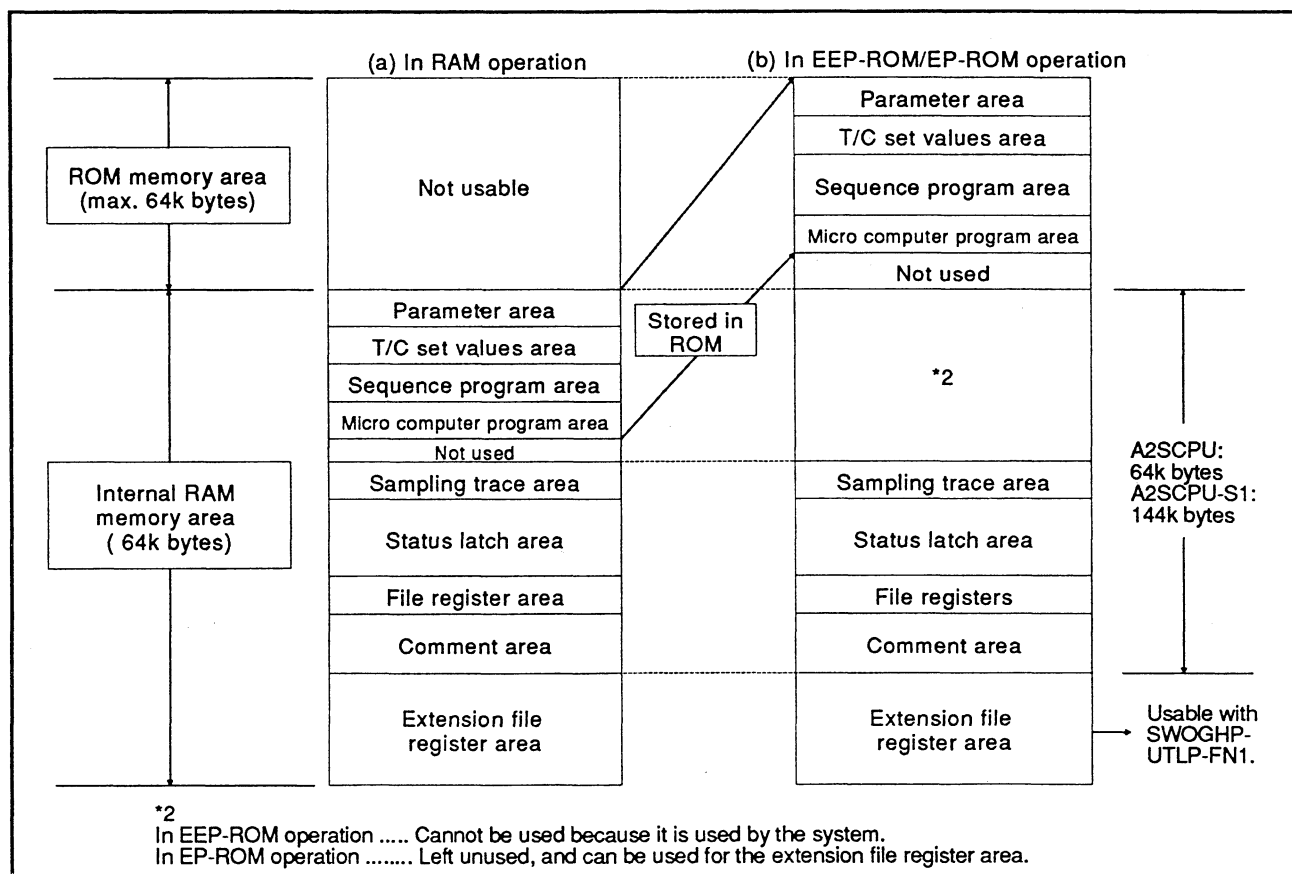 (a) In RAM operation
(b) In EEP-ROM/EP-ROM operation
ROM memory area
(max. 64k bytes)
Internal RAM
memory area
( 64k bytes)
Not usable
Parameter area
T/C set values area
Sequence program area
Micro computer program area
Not used
Sampling trace area
Status latch area
File register area
Comment area
Extension file
register area
Stored in
ROM
Parameter area
T/C set values area
Sequence program area
Micro computer program area
Not used
*2
Sampling trace area
Status latch area
File registers
Comment area
Extension file
register area
A2SCPU:
64k bytes
A2SCPU-S1:
144k bytes
Usable with
SWOGHP-
UTLP-FN1.
*2
In EEP-ROM operation ..... Cannot be used because it is used by the system.
In EP-ROM operation ........ Left unused, and can be used for the extension file register area.